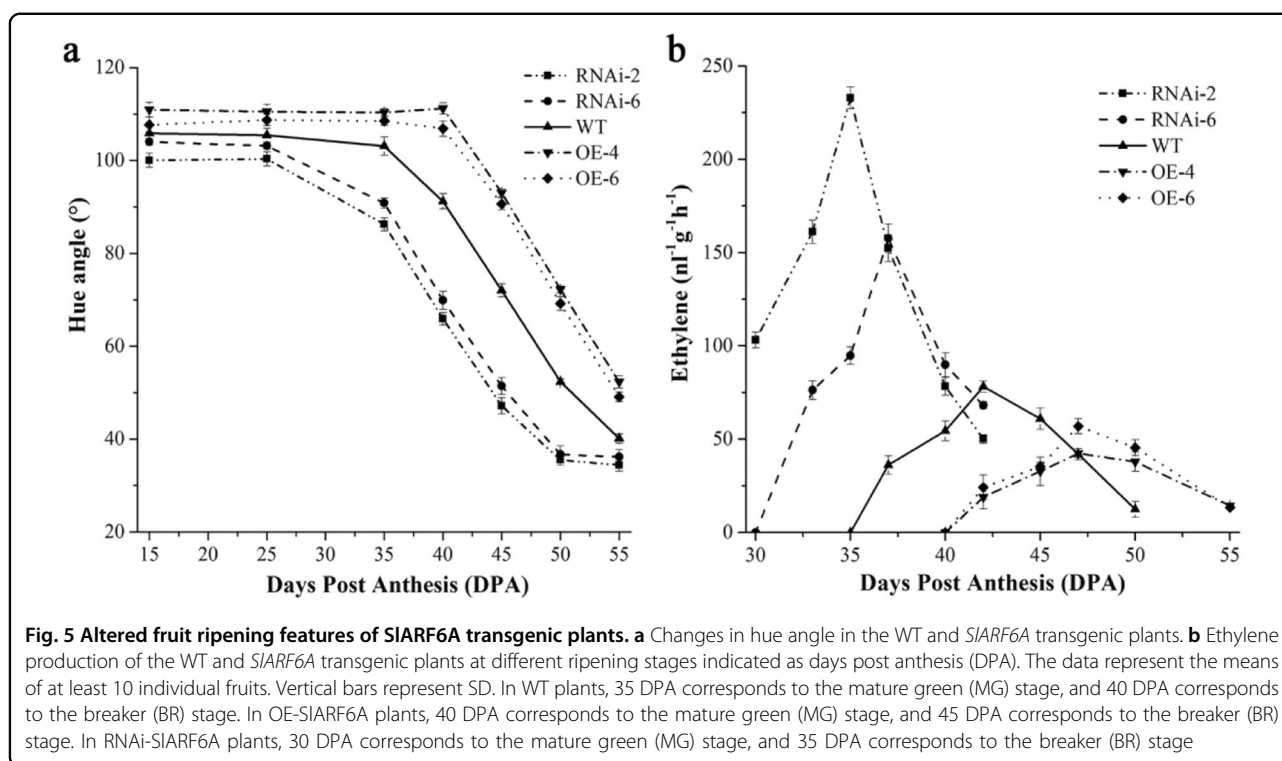 a
120
100
80
60
40
20
Hue angle (°)
15 20 25 30 35 40 45 50 55
Days Post Anthesis (DPA)
RNAi-2
RNAi-6
WT
OE-4
OE-6
b
250
200
150
100
50
0
Ethylene (nl⁻¹g⁻¹h⁻¹)
30 35 40 45 50 55
Days Post Anthesis (DPA)
RNAi-2
RNAi-6
WT
OE-4
OE-6
Fig. 5 Altered fruit ripening features of SlARF6A transgenic plants. a Changes in hue angle in the WT and SlARF6A transgenic plants. b Ethylene
production of the WT and SlARF6A transgenic plants at different ripening stages indicated as days post anthesis (DPA). The data represent the means
of at least 10 individual fruits. Vertical bars represent SD. In WT plants, 35 DPA corresponds to the mature green (MG) stage, and 40 DPA corresponds
to the breaker (BR) stage. In OE-SlARF6A plants, 40 DPA corresponds to the mature green (MG) stage, and 45 DPA corresponds to the breaker (BR)
stage. In RNAi-SlARF6A plants, 30 DPA corresponds to the mature green (MG) stage, and 35 DPA corresponds to the breaker (BR) stage